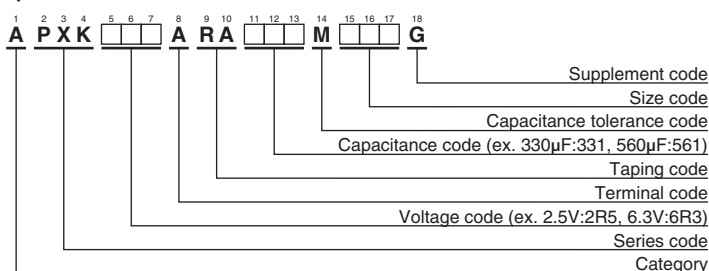 1 2 3 4 5 6 7 8 9 10 11 12 13 14 15 16 17 18
A P X K A R A M G
Supplement code
Size code
Capacitance tolerance code
Capacitance code (ex. 330µF:331, 560µF:561)
Taping code
Terminal code
Voltage code (ex. 2.5V:2R5, 6.3V:6R3)
Series code
Category